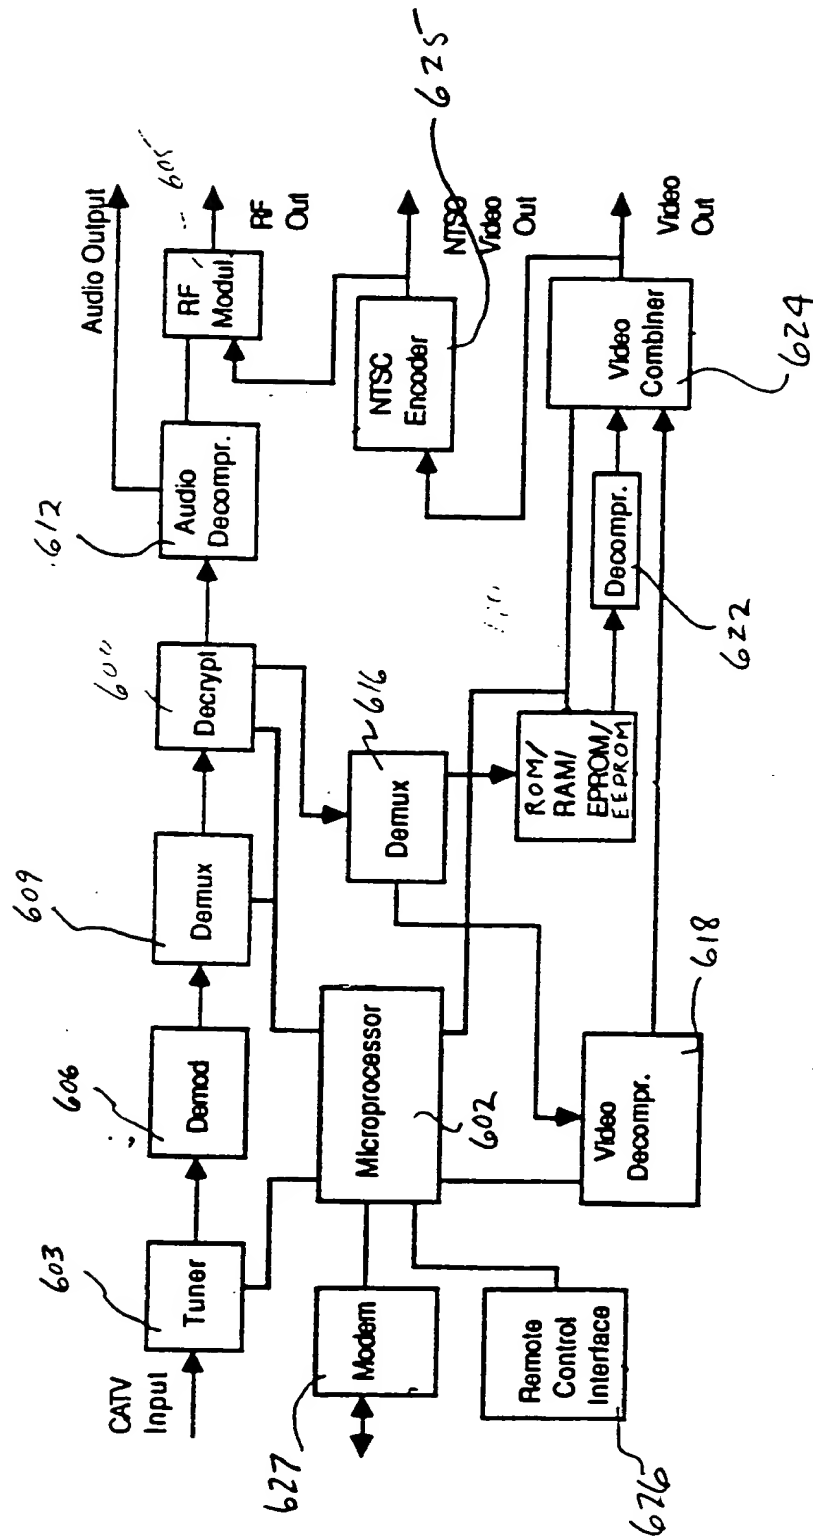 CATV
Input
603
Tuner
606
Demod
609
Demux
Decrypt
612
Audio
Decompr.
Audio Output
605
RF
Modul.
RF
Out
627
Modem
Microprocessor
602
616
Demux
NTSC
Encoder
NTSC
Video
Out
625
626
Remote
Control
Interface
Video
Decompr.
618
ROM/
RAM/
EPROM/
EEPROM
Decompr.
622
Video
Combiner
624
Video
Out